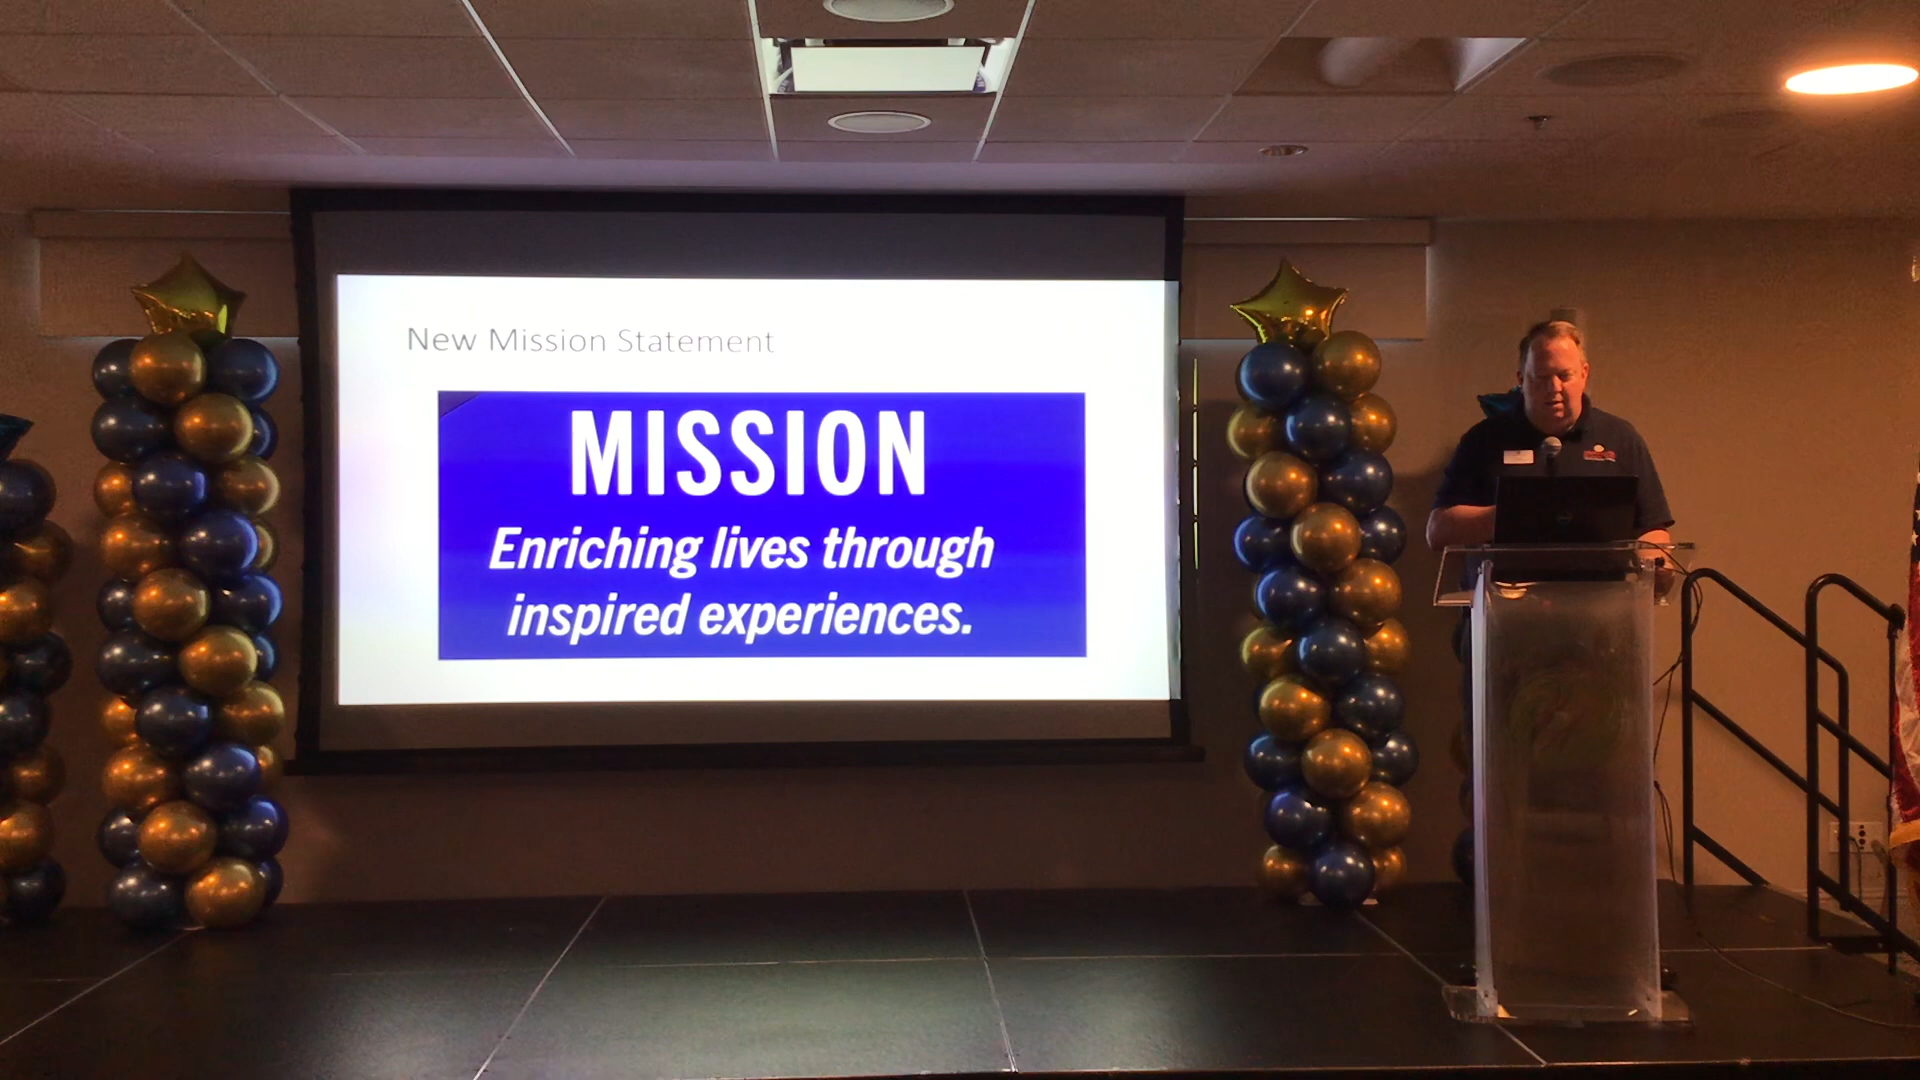 New Mission Statement
MISSION
Enriching lives through
inspired experiences.